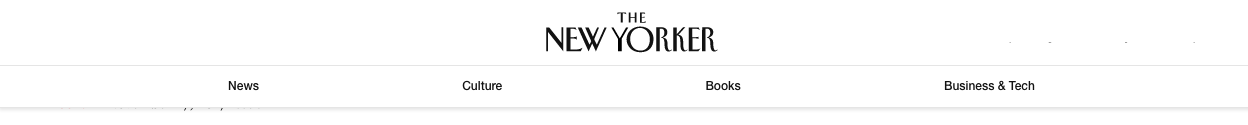 THE
NEW YORKER
News Culture Books Business & Tech